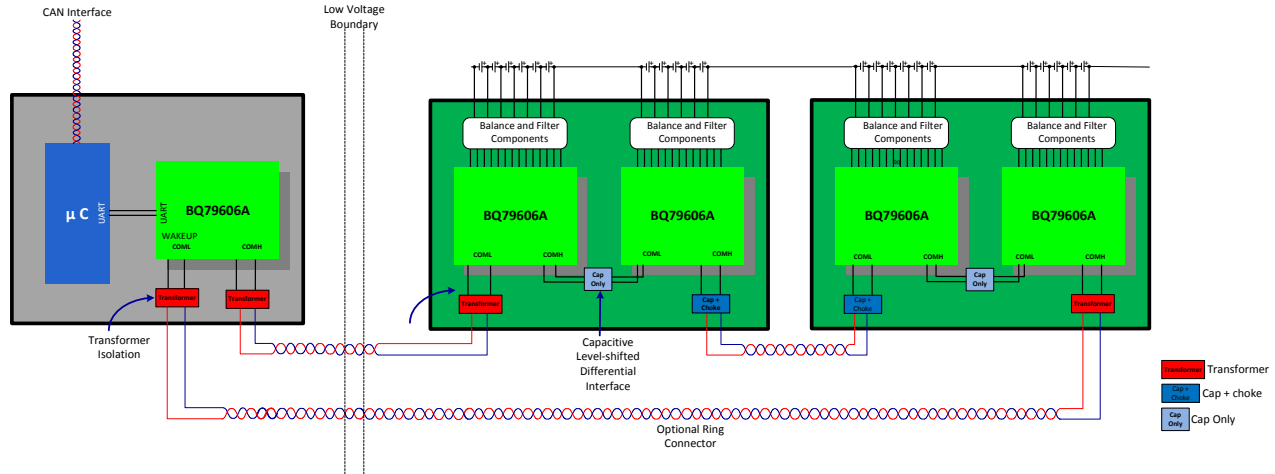 CAN Interface
Low Voltage
Boundary
Balance and Filter
Components
Balance and Filter
Components
Balance and Filter
Components
Balance and Filter
Components
µ C
UART
UART
BQ79606A
WAKEUP
COML
COMH
BQ79606A
COML
COMH
BQ79606A
COML
COMH
BQ79606A
COML
COMH
BQ79606A
COML
COMH
Cap
Only
Cap
Only
Transformer
Transformer
Transformer
Cap +
Choke
Cap +
Choke
Transformer
Transformer
Isolation
Capacitive
Level-shifted
Differential
Interface
Optional Ring
Connector
Transformer
Transformer
Cap +
Choke
Cap + choke
Cap
Only
Cap Only